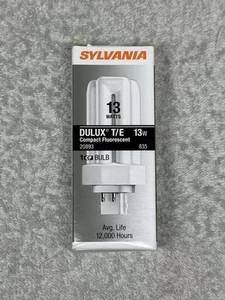 SYLVANIA
13
WATTS
DULUX® T/E 13W
Compact Fluorescent
20893 835
1 BULB
Avg. Life
12,000 Hours